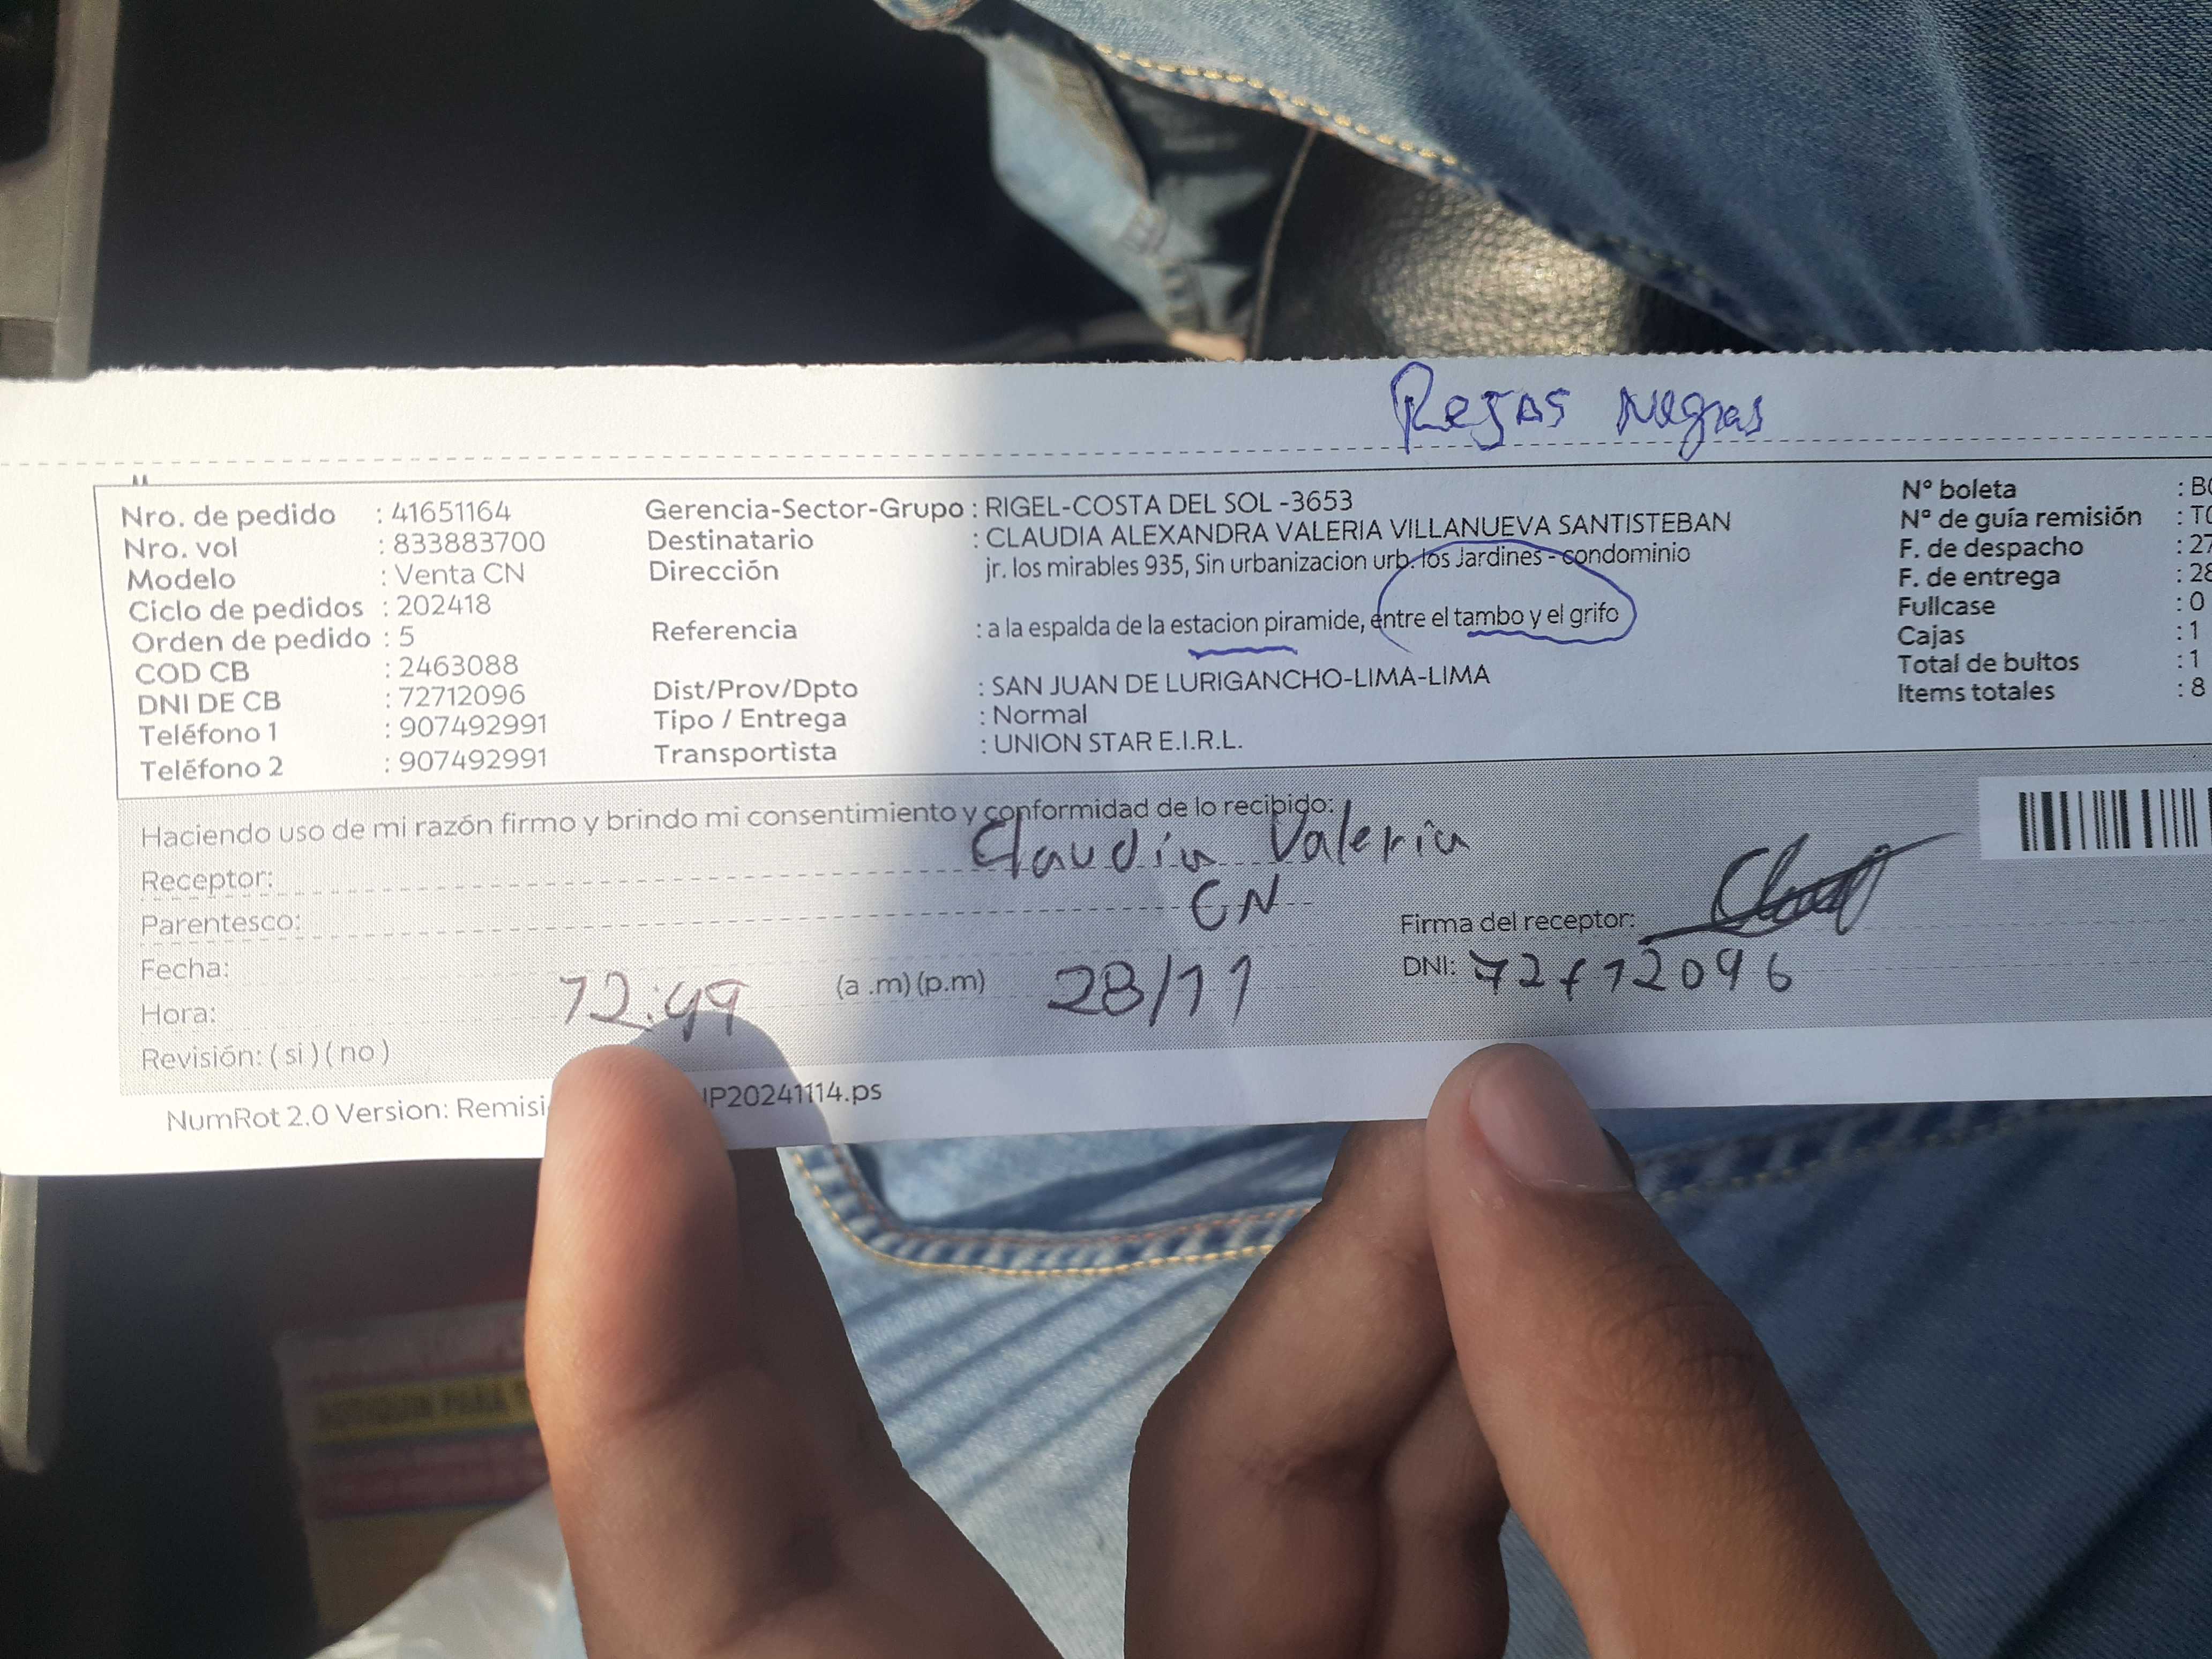 Rejas Negras
Nro. de pedido : 41651164
Nro. vol : 833883700
Modelo : Venta CN
Ciclo de pedidos : 202418
Orden de pedido : 5
COD CB : 2463088
DNI DE CB : 72712096
Teléfono 1 : 907492991
Teléfono 2 : 907492991
Gerencia-Sector-Grupo : RIGEL-COSTA DEL SOL -3653
Destinatario : CLAUDIA ALEXANDRA VALERIA VILLANUEVA SANTISTEBAN
Dirección jr. los mirables 935, Sin urbanizacion urb. los Jardines - condominio
Referencia : a la espalda de la estacion piramide, entre el tambo y el grifo
Dist/Prov/Dpto : SAN JUAN DE LURIGANCHO-LIMA-LIMA
Tipo / Entrega : Normal
Transportista : UNION STAR E.I.R.L.
N° boleta : B
N° de guía remisión : T
F. de despacho : 27
F. de entrega : 28
Fullcase : 0
Cajas : 1
Total de bultos : 1
Items totales : 8
Haciendo uso de mi razón firmo y brindo mi consentimiento y conformidad de lo recibido:
Receptor: Claudia Valeria
Parentesco: CN
Firma del receptor:
Fecha: 28/11
DNI: 72712096
Hora: 12:49 (a .m) (p.m)
Revisión: ( si ) ( no )
NumRot 2.0 Version: Remisi IP20241114.ps